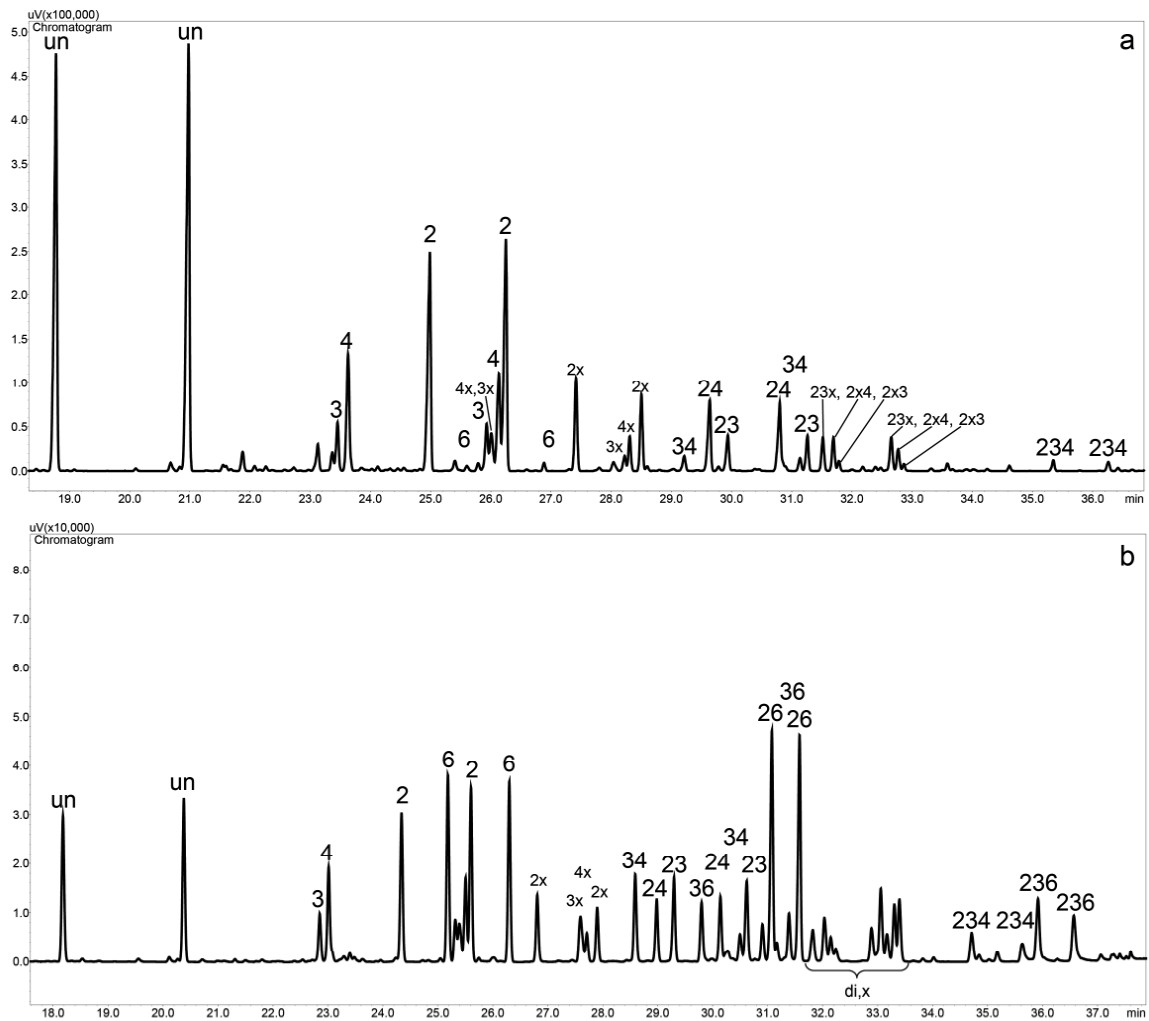 uV(x100,000)
Chromatogram
a
5.0
4.5
4.0
3.5
3.0
2.5
2.0
1.5
1.0
0.5
0.0
un
un
3
4
2
6
3
4x,3x
4
2
6
2x
3x
4x
2x
34
24
23
34
24
23
23x, 2x4, 2x3
23x, 2x4, 2x3
234
234
19.0 20.0 21.0 22.0 23.0 24.0 25.0 26.0 27.0 28.0 29.0 30.0 31.0 32.0 33.0 34.0 35.0 36.0 min
uV(x10,000)
Chromatogram
b
8.0
7.0
6.0
5.0
4.0
3.0
2.0
1.0
0.0
un
un
3
4
2
6
2
6
2x
4x
3x
2x
34
24
23
36
24
34
23
26
36
26
di,x
234
234
236
236
18.0 19.0 20.0 21.0 22.0 23.0 24.0 25.0 26.0 27.0 28.0 29.0 30.0 31.0 32.0 33.0 34.0 35.0 36.0 37.0 min